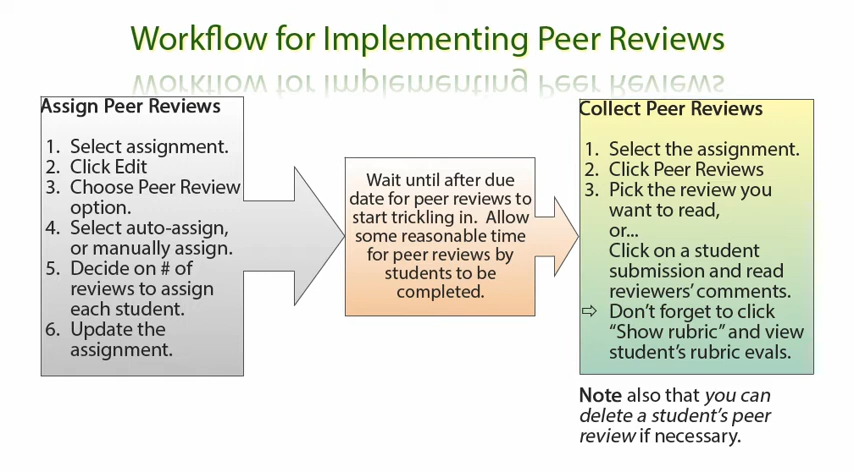 Workflow for Implementing Peer Reviews
Assign Peer Reviews
1. Select assignment.
2. Click Edit
3. Choose Peer Review
option.
4. Select auto-assign,
or manually assign.
5. Decide on # of
reviews to assign
each student.
6. Update the
assignment.
Wait until after due
date for peer reviews to
start trickling in. Allow
some reasonable time
for peer reviews by
students to be
completed.
Collect Peer Reviews
1. Select the assignment.
2. Click Peer Reviews
3. Pick the review you
want to read,
or...
Click on a student
submission and read
reviewers' comments.
⇨ Don't forget to click
"Show rubric" and view
student's rubric evals.
Note also that you can
delete a student's peer
review if necessary.